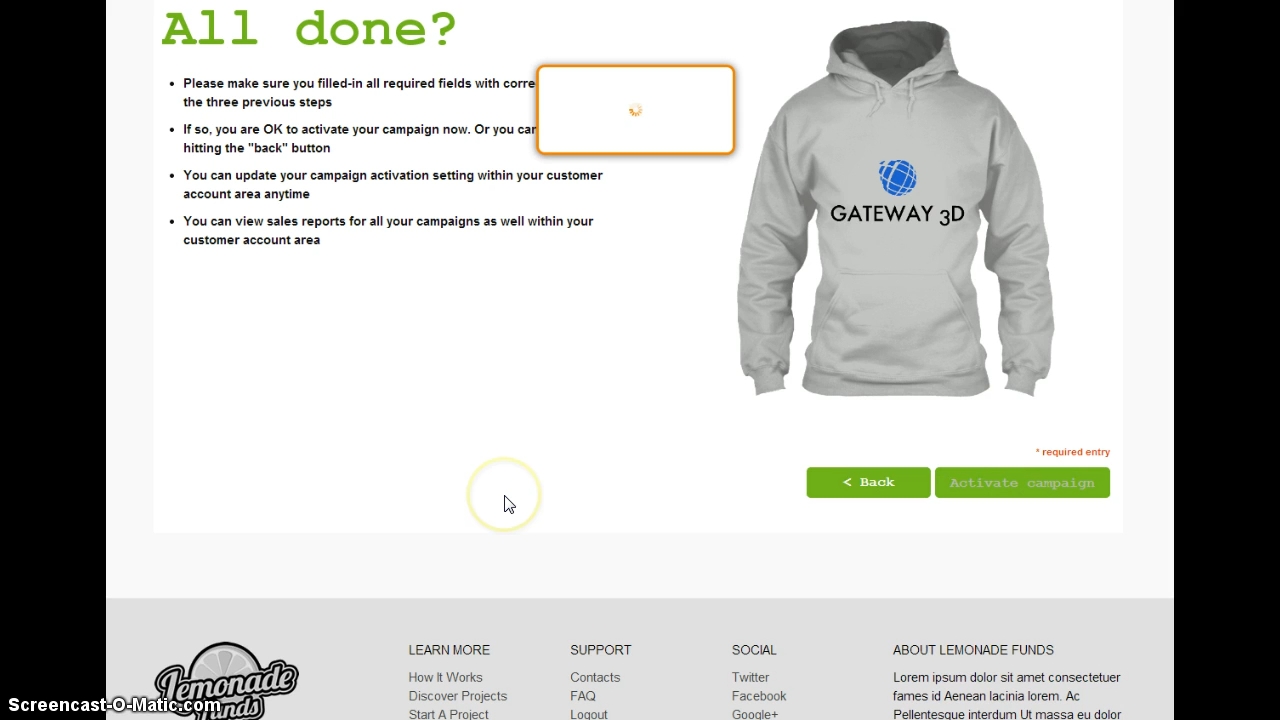 All done?
Please make sure you filled-in all required fields with corre
the three previous steps
If so, you are OK to activate your campaign now. Or you can
hitting the "back" button
You can update your campaign activation setting within your customer
account area anytime
You can view sales reports for all your campaigns as well within your
customer account area
GATEWAY 3D
* required entry
< Back
Activate campaign
lemonade
funds
LEARN MORE
How It Works
Discover Projects
Start A Project
SUPPORT
Contacts
FAQ
Logout
SOCIAL
Twitter
Facebook
Google+
ABOUT LEMONADE FUNDS
Lorem ipsum dolor sit amet consectetuer
fames id Aenean lacinia lorem. Ac
Pellentesque interdum Ut massa eu dolor
Screencast-O-Matic.com